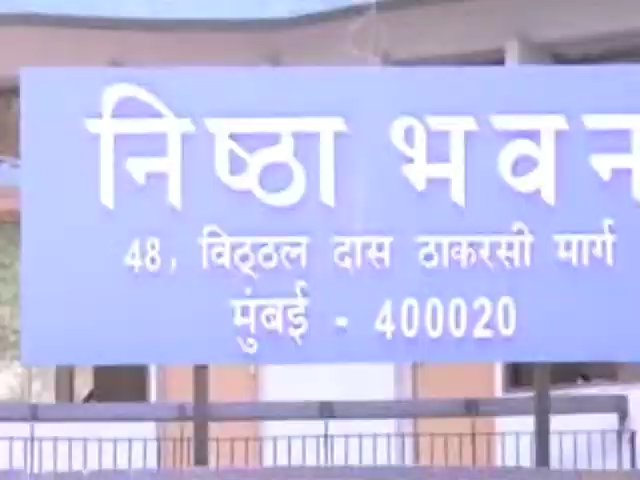 निष्ठा भवन
48, विठ्ठल दास ठाकरसी मार्ग
मुंबई - 400020